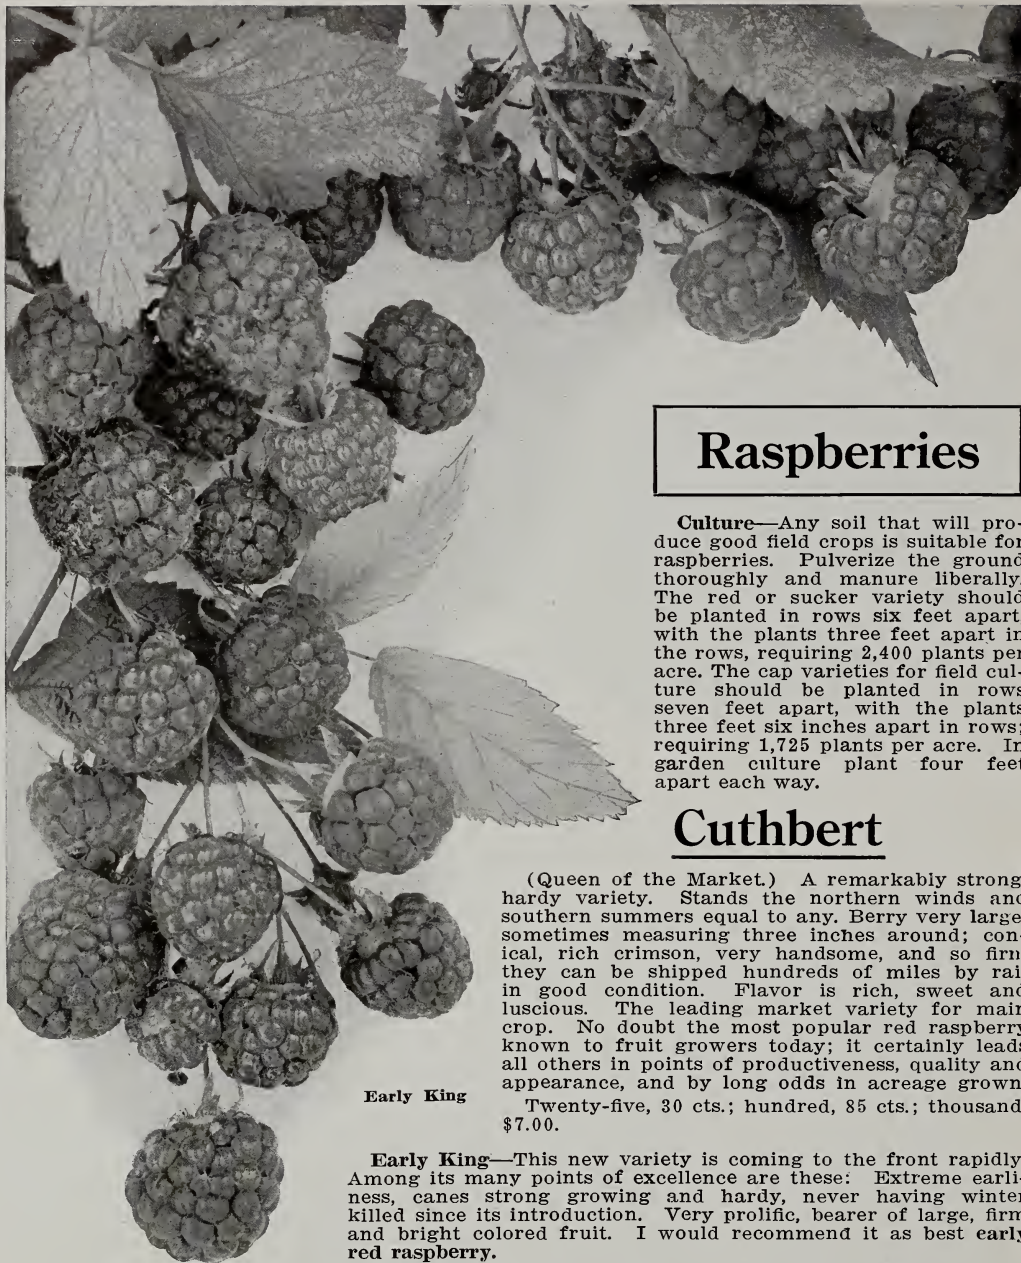 Raspberries
Culture—Any soil that will pro-
duce good field crops is suitable for
raspberries. Pulverize the ground
thoroughly and manure liberally.
The red or sucker variety should
be planted in rows six feet apart
with the plants three feet apart in
the rows, requiring 2,400 plants per
acre. The cap varieties for field cul-
ture should be planted in rows
seven feet apart, with the plants
three feet six inches apart in rows;
requiring 1,725 plants per acre. In
garden culture plant four feet
apart each way.
Cuthbert
(Queen of the Market.) A remarkably strong
hardy variety. Stands the northern winds and
southern summers equal to any. Berry very large
sometimes measuring three inches around; con-
ical, rich crimson, very handsome, and so firm
they can be shipped hundreds of miles by rai
in good condition. Flavor is rich, sweet and
luscious. The leading market variety for main
crop. No doubt the most popular red raspberry
known to fruit growers today; it certainly leads
all others in points of productiveness, quality and
appearance, and by long odds in acreage grown
Twenty-five, 30 cts.; hundred, 85 cts.; thousand
$7.00.
Early King
Early King—This new variety is coming to the front rapidly
Among its many points of excellence are these: Extreme earli-
ness, canes strong growing and hardy, never having winter
killed since its introduction. Very prolific, bearer of large, firm
and bright colored fruit. I would recommend it as best early
red raspberry.